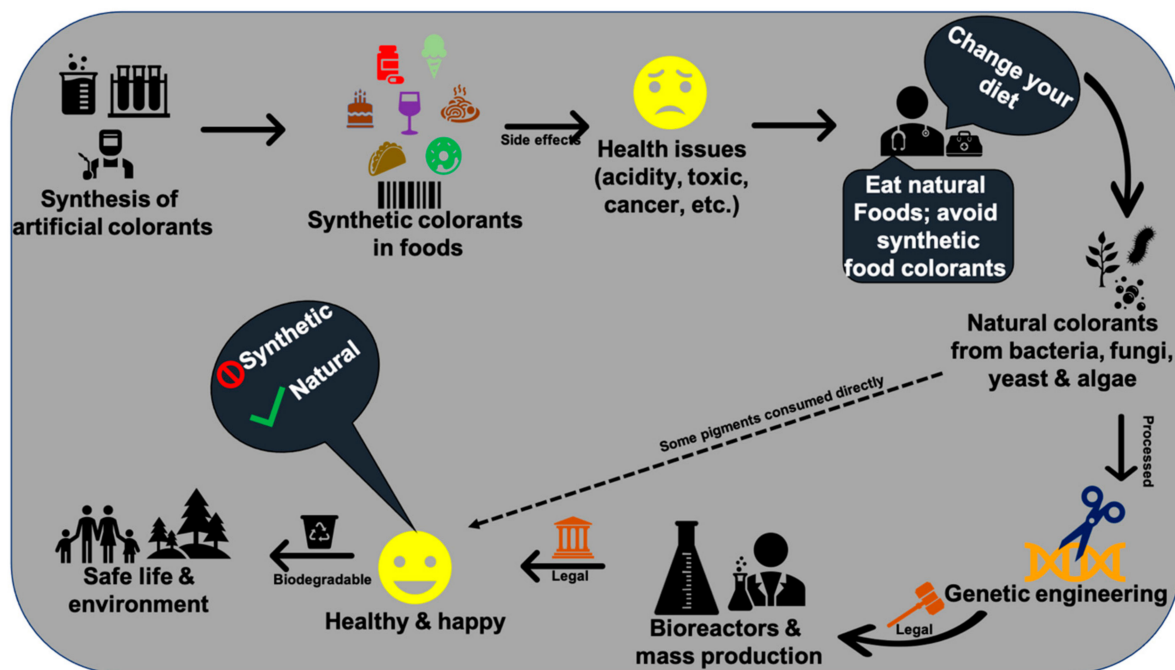 Synthesis of
artificial colorants
Synthetic colorants
in foods
Side effects
Health issues
(acidity, toxic,
cancer, etc.)
Change your
diet
Eat natural
Foods; avoid
synthetic
food colorants
Natural colorants
from bacteria, fungi,
yeast & algae
Processed
Some pigments consumed directly
Synthetic
Natural
Genetic engineering
Legal
Bioreactors &
mass production
Legal
Healthy & happy
Biodegradable
Safe life &
environment